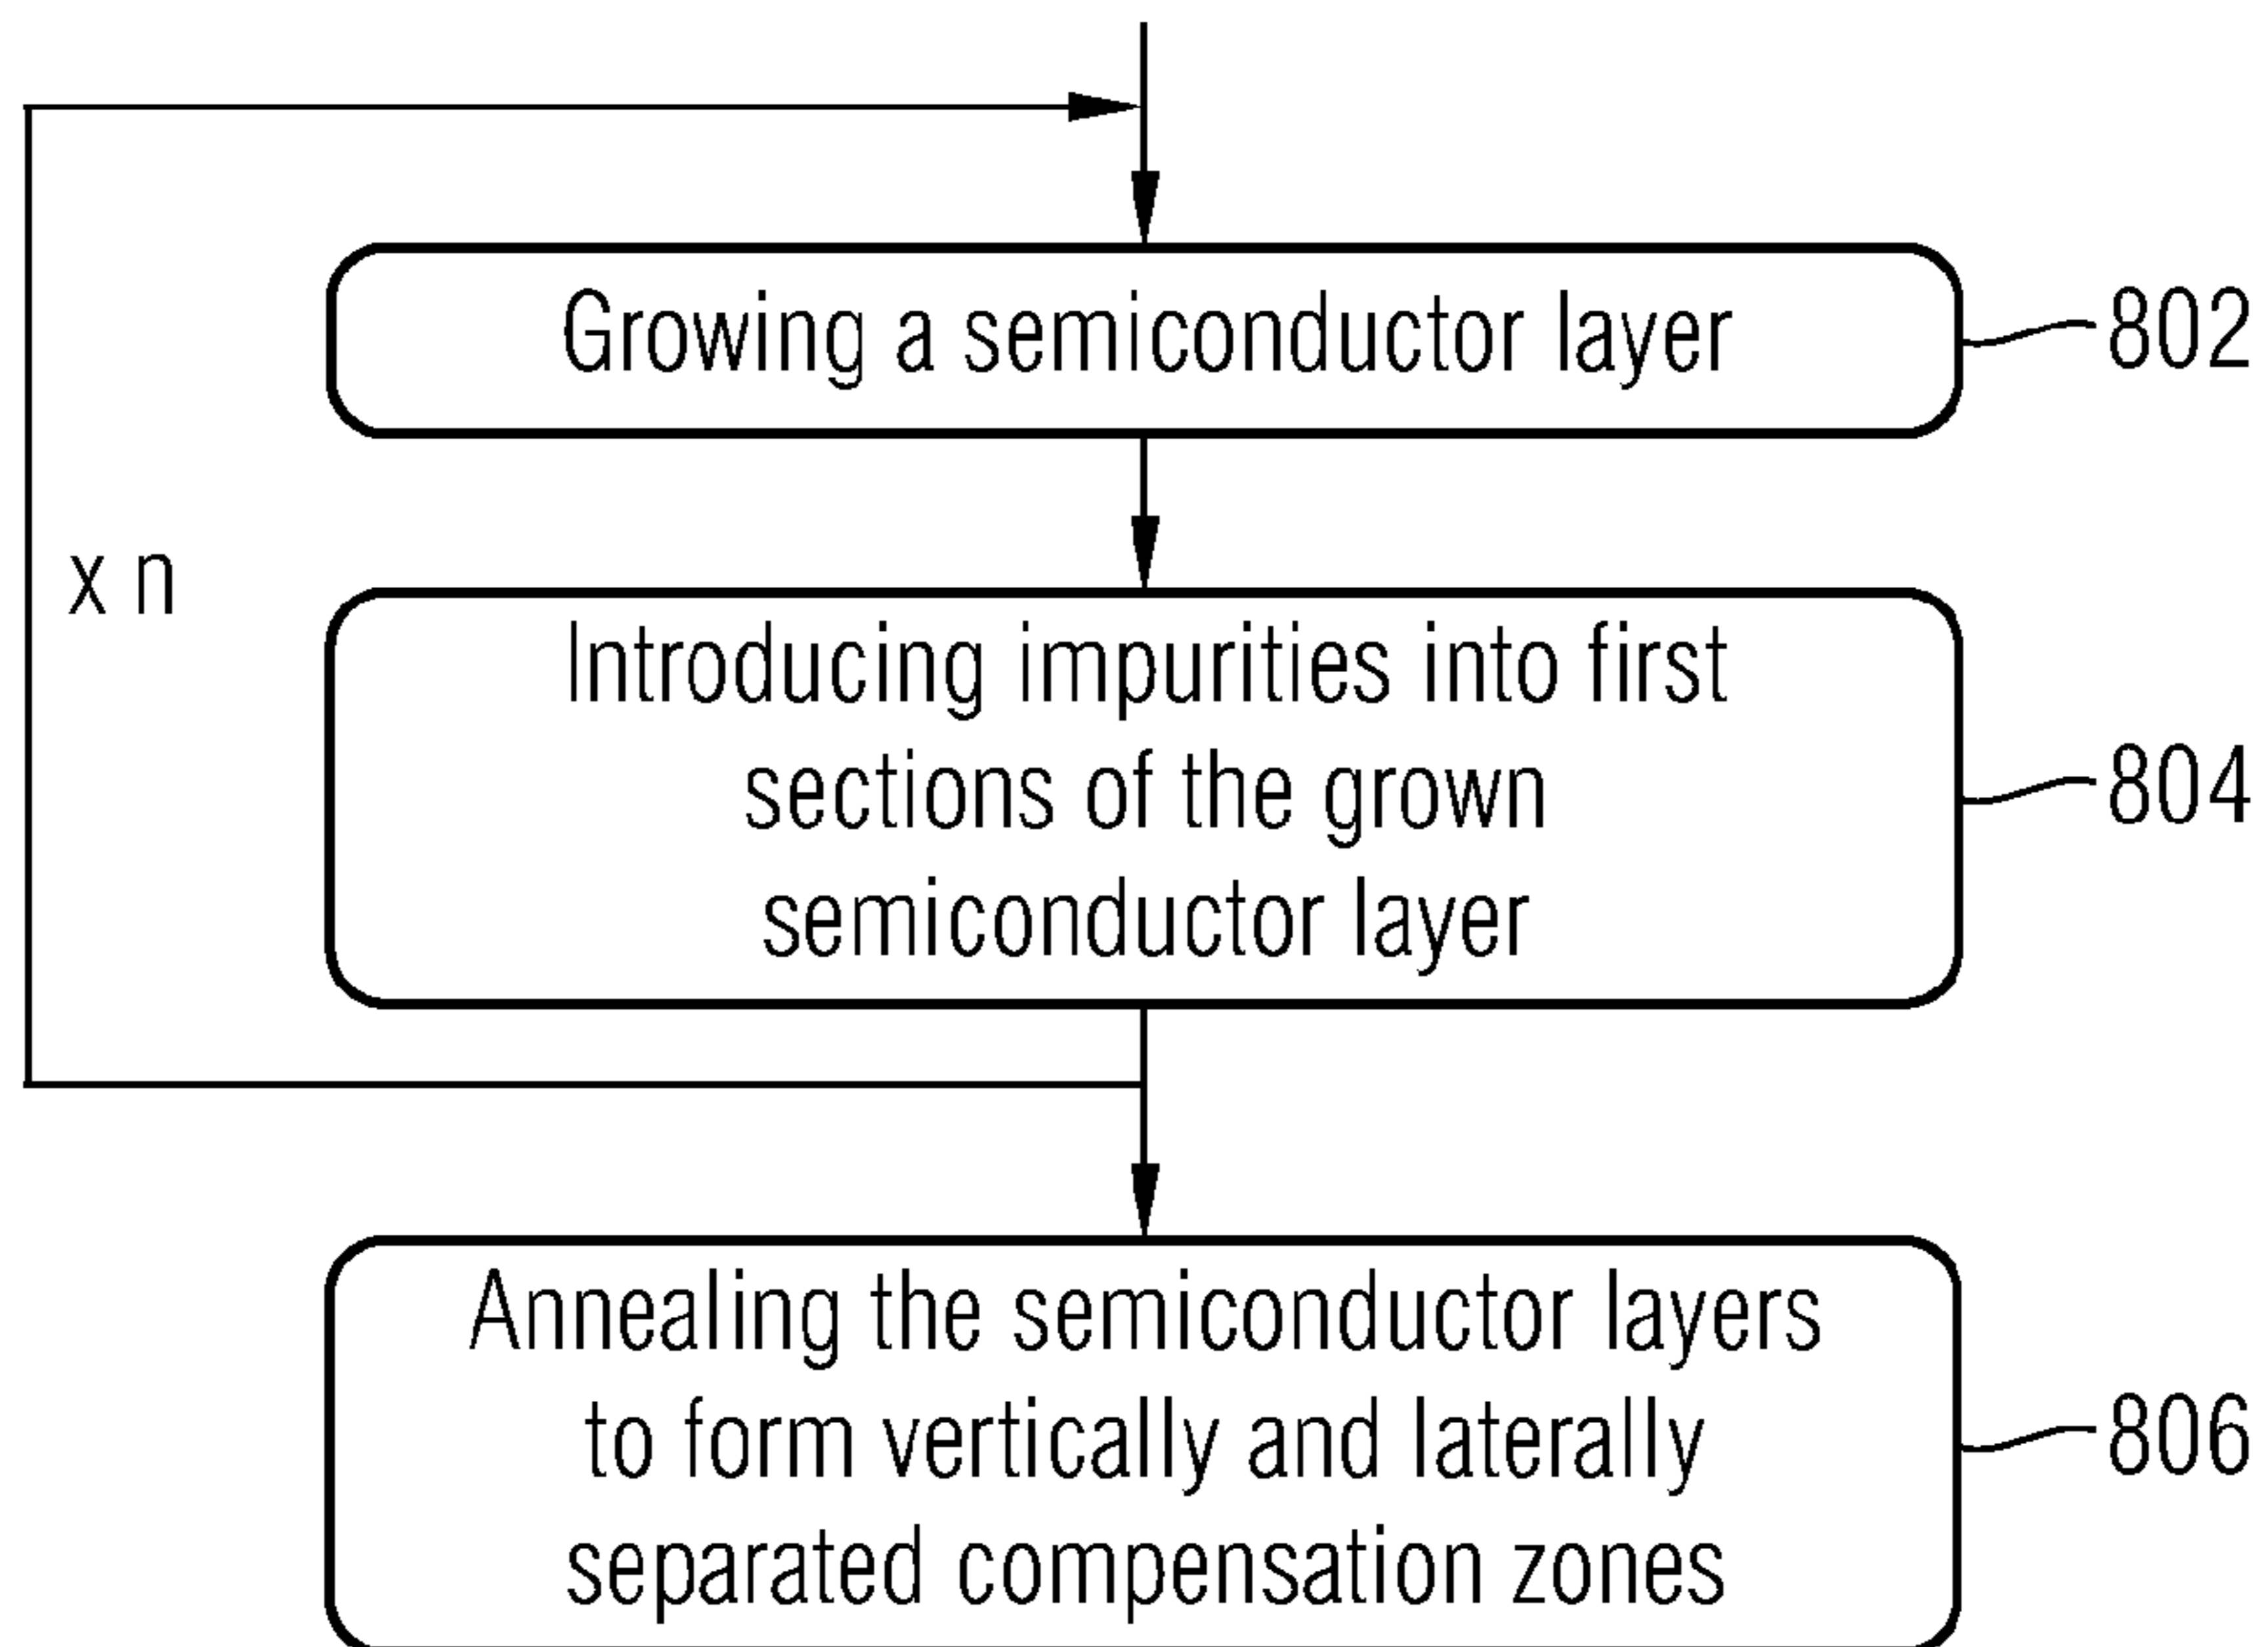 Growing a semiconductor layer
802
x n
Introducing impurities into first
sections of the grown
semiconductor layer
804
Annealing the semiconductor layers
to form vertically and laterally
separated compensation zones
806